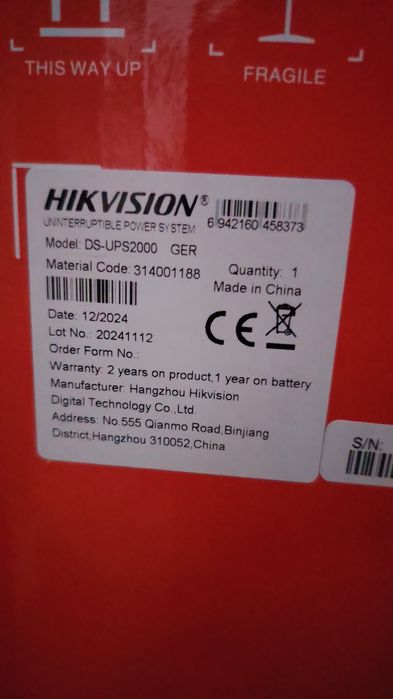 THIS WAY UP
FRAGILE
HIKVISION®
UNINTERRUPTIBLE POWER SYSTEM
6 942160 458373
Model: DS-UPS2000 GER
Material Code: 314001188
Quantity: 1
Made in China
CE
Date: 12/2024
Lot No.: 20241112
Order Form No.:
Warranty: 2 years on product,1 year on battery
Manufacturer: Hangzhou Hikvision
Digital Technology Co.,Ltd.
Address: No.555 Qianmo Road,Binjiang
District,Hangzhou 310052,China
S/N: